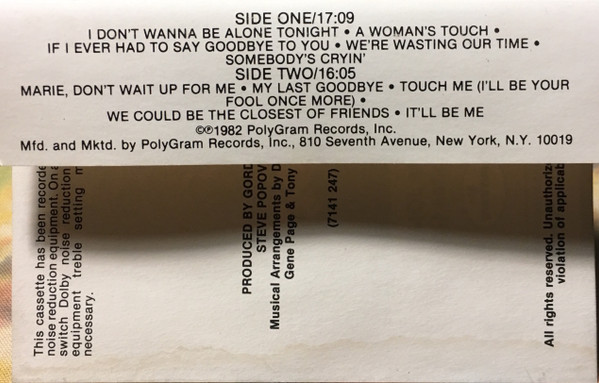 SIDE ONE/17:09
I DON'T WANNA BE ALONE TONIGHT • A WOMAN'S TOUCH •
IF I EVER HAD TO SAY GOODBYE TO YOU • WE'RE WASTING OUR TIME •
SOMEBODY'S CRYIN'
SIDE TWO/16:05
MARIE, DON'T WAIT UP FOR ME • MY LAST GOODBYE • TOUCH ME (I'LL BE YOUR
FOOL ONCE MORE) •
WE COULD BE THE CLOSEST OF FRIENDS • IT'LL BE ME
©℗1982 PolyGram Records, Inc.
Mfd. and Mktd. by PolyGram Records, Inc., 810 Seventh Avenue, New York, N.Y. 10019
This cassette has been recorde
noise reduction equipment. On
switch Dolby noise reduction
equipment treble setting
necessary.
PRODUCED BY
STEVE
Musical Arrangements by
Gene Page & Tony
(7141 247)
All rights reserved.
violation of